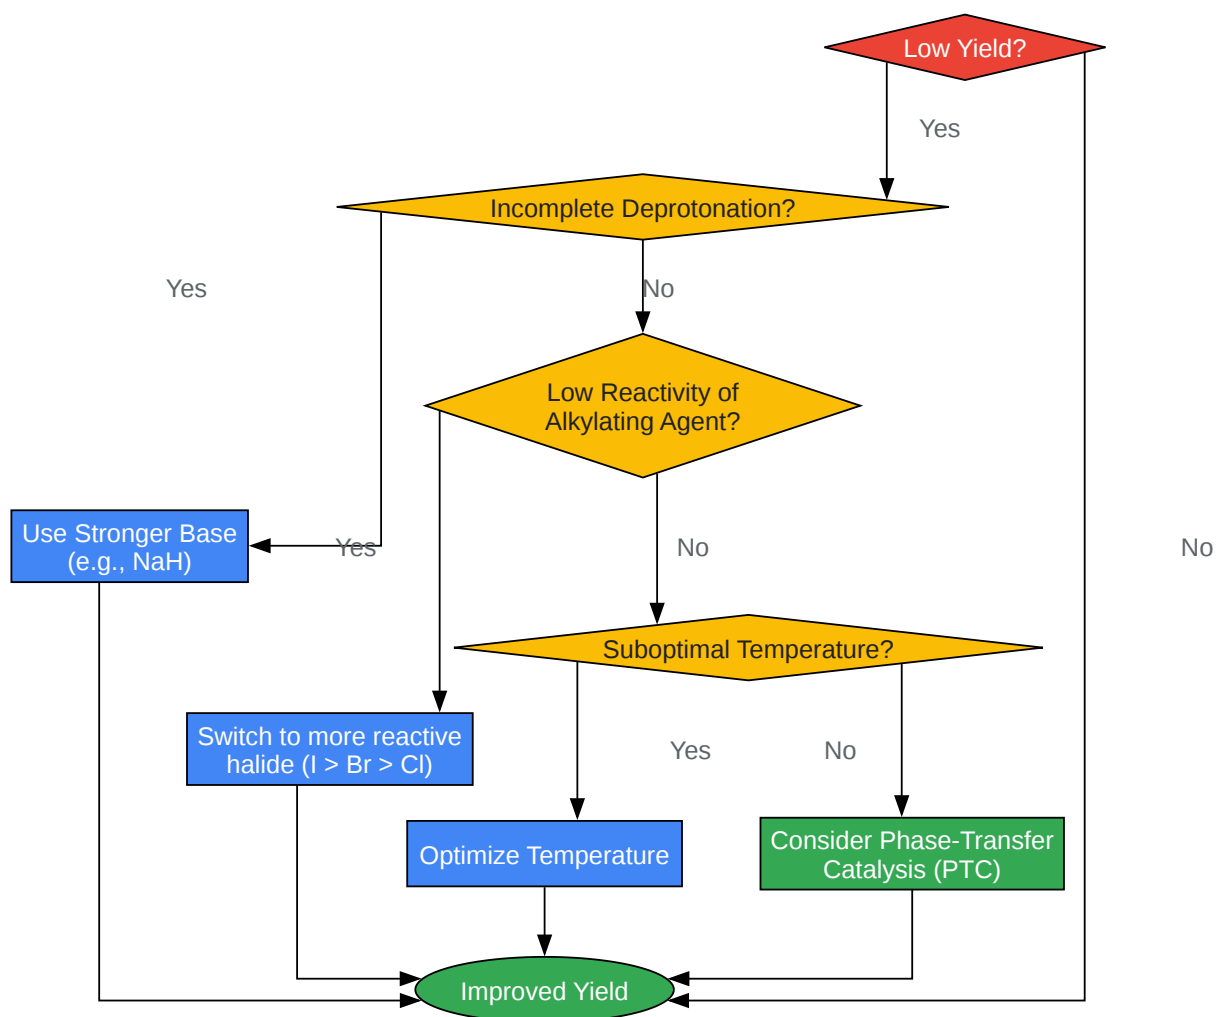 Low Yield?
Yes
Incomplete Deprotonation?
Yes
No
Low Reactivity of
Alkylating Agent?
Use Stronger Base
(e.g., NaH)
Yes
No
No
Suboptimal Temperature?
Switch to more reactive
halide (I > Br > Cl)
Yes
No
Optimize Temperature
Consider Phase-Transfer
Catalysis (PTC)
Improved Yield